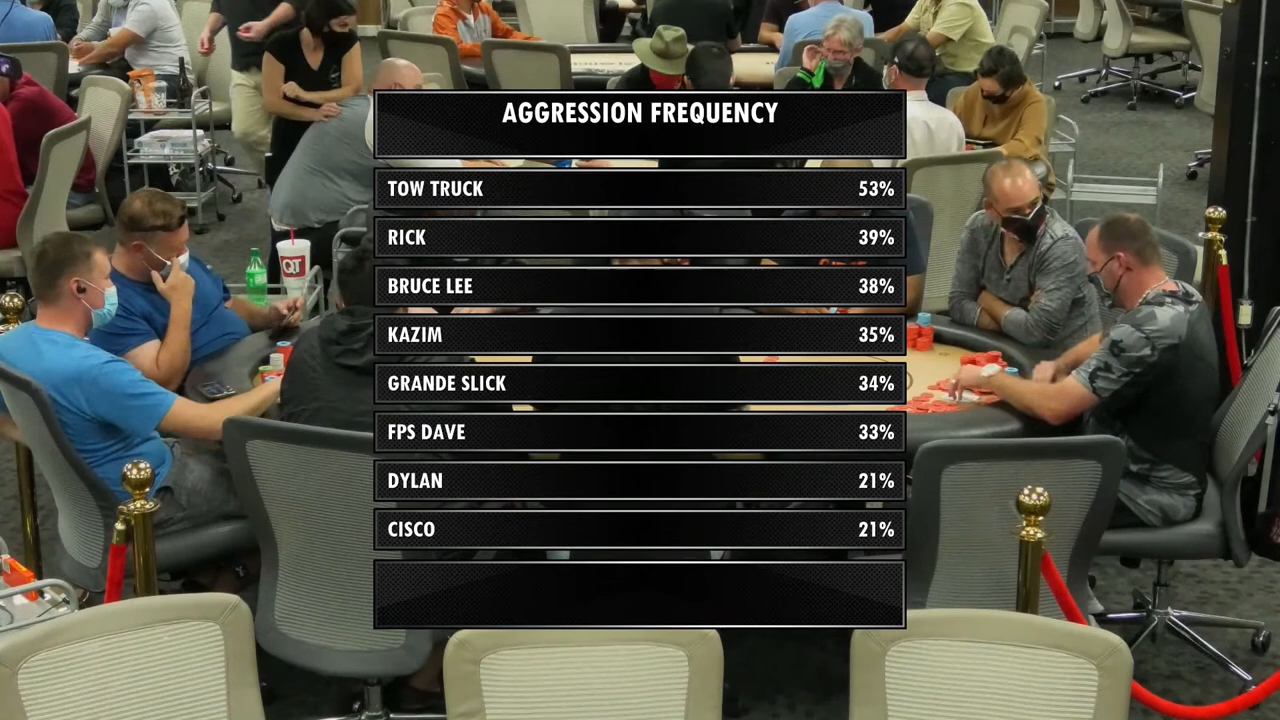 AGGRESSION FREQUENCY
TOW TRUCK 53%
RICK 39%
BRUCE LEE 38%
KAZIM 35%
GRANDE SLICK 34%
FPS DAVE 33%
DYLAN 21%
CISCO 21%
QT